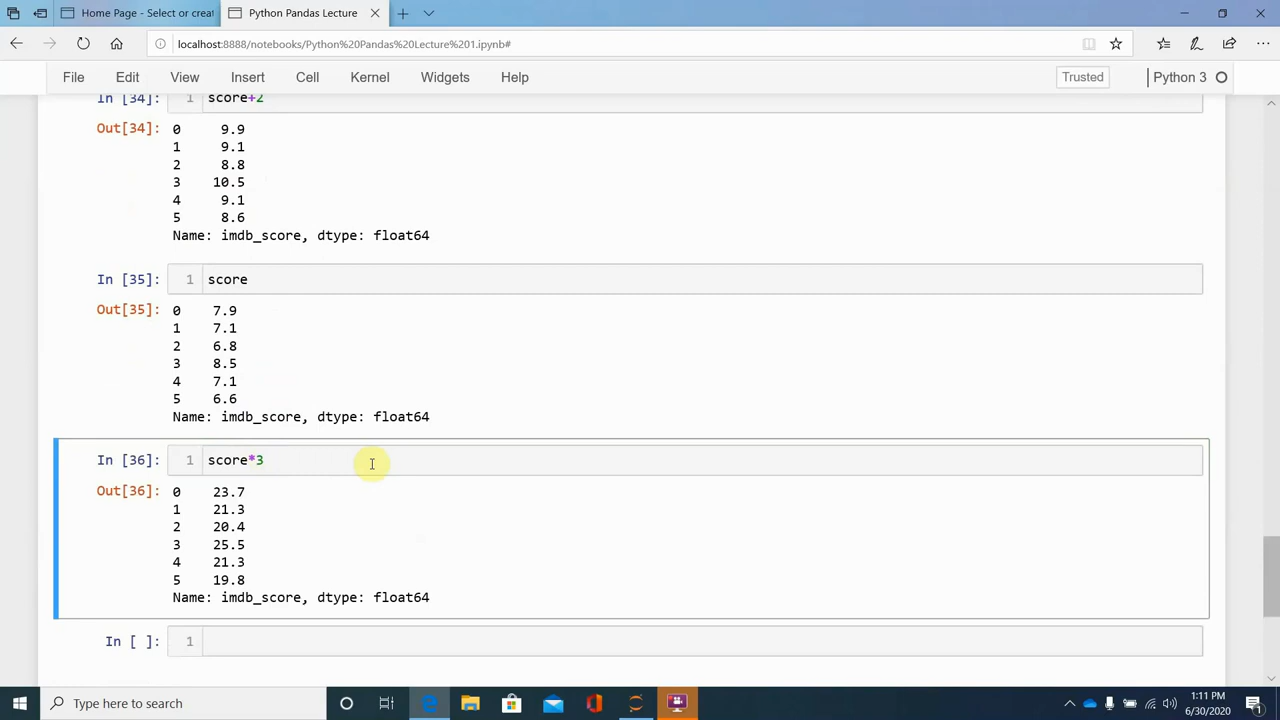 Home Page - Select or creat
Python Pandas Lecture
localhost:8888/notebooks/Python%20Pandas%20Lecture%201.ipynb#
File Edit View Insert Cell Kernel Widgets Help Trusted Python 3
In [34]: 1 score+2
Out[34]: 0 9.9
1 9.1
2 8.8
3 10.5
4 9.1
5 8.6
Name: imdb_score, dtype: float64
In [35]: 1 score
Out[35]: 0 7.9
1 7.1
2 6.8
3 8.5
4 7.1
5 6.6
Name: imdb_score, dtype: float64
In [36]: 1 score*3
Out[36]: 0 23.7
1 21.3
2 20.4
3 25.5
4 21.3
5 19.8
Name: imdb_score, dtype: float64
In [ ]: 1
Type here to search
1:11 PM
6/30/2020